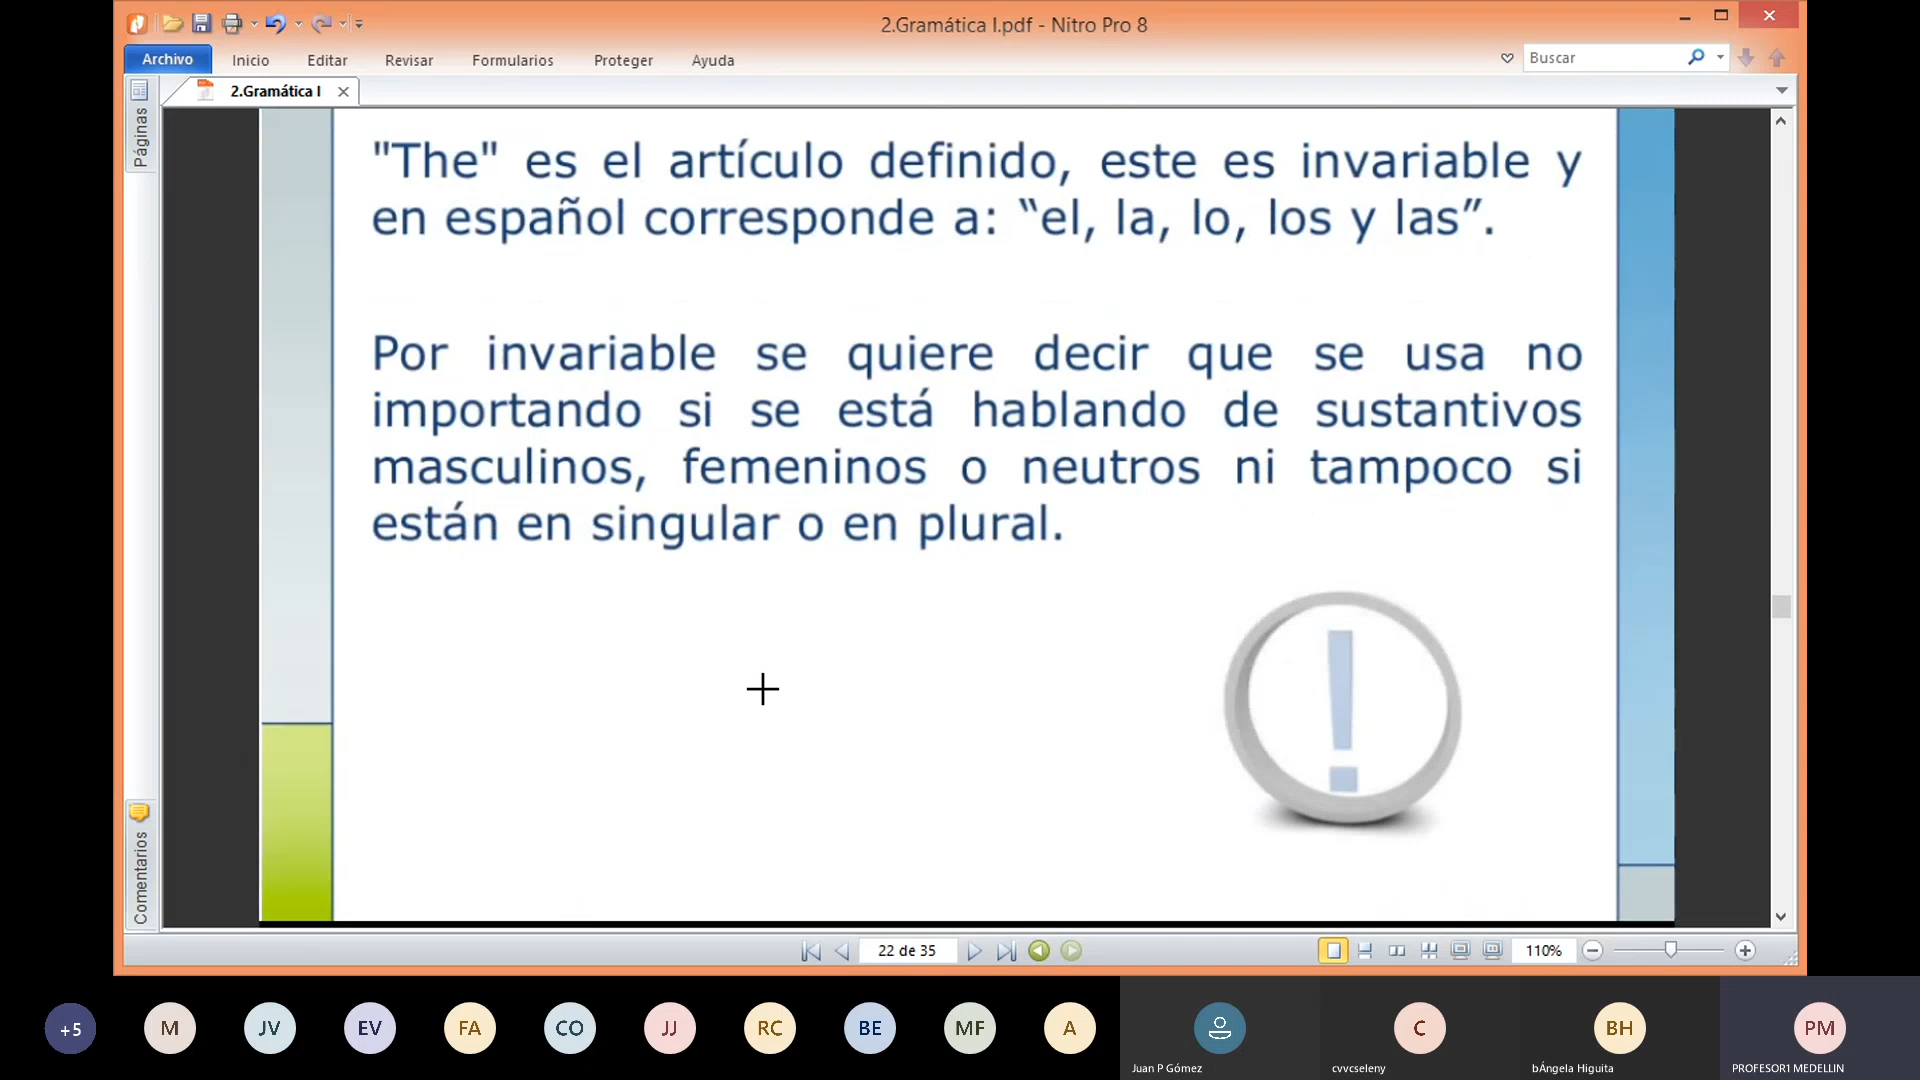 2.Gramática I.pdf - Nitro Pro 8
Archivo Inicio Editar Revisar Formularios Proteger Ayuda Buscar
2.Gramática I
Páginas
"The" es el artículo definido, este es invariable y
en español corresponde a: “el, la, lo, los y las”.
Por invariable se quiere decir que se usa no
importando si se está hablando de sustantivos
masculinos, femeninos o neutros ni tampoco si
están en singular o en plural.
!
Comentarios
22 de 35 110%
+5 M JV EV FA CO JJ RC BE MF A C BH PM
Juan P Gómez cvvcseleny bÁngela Higuita PROFESOR1 MEDELLIN